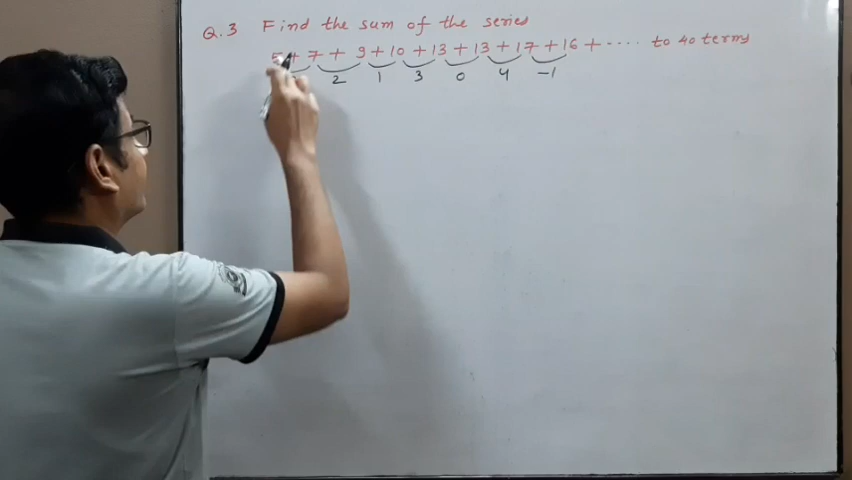 Q.3 Find the sum of the series
5 + 7 + 9 + 10 + 13 + 13 + 17 + 16 + .... to 40 terms
2 1 3 0 4 -1